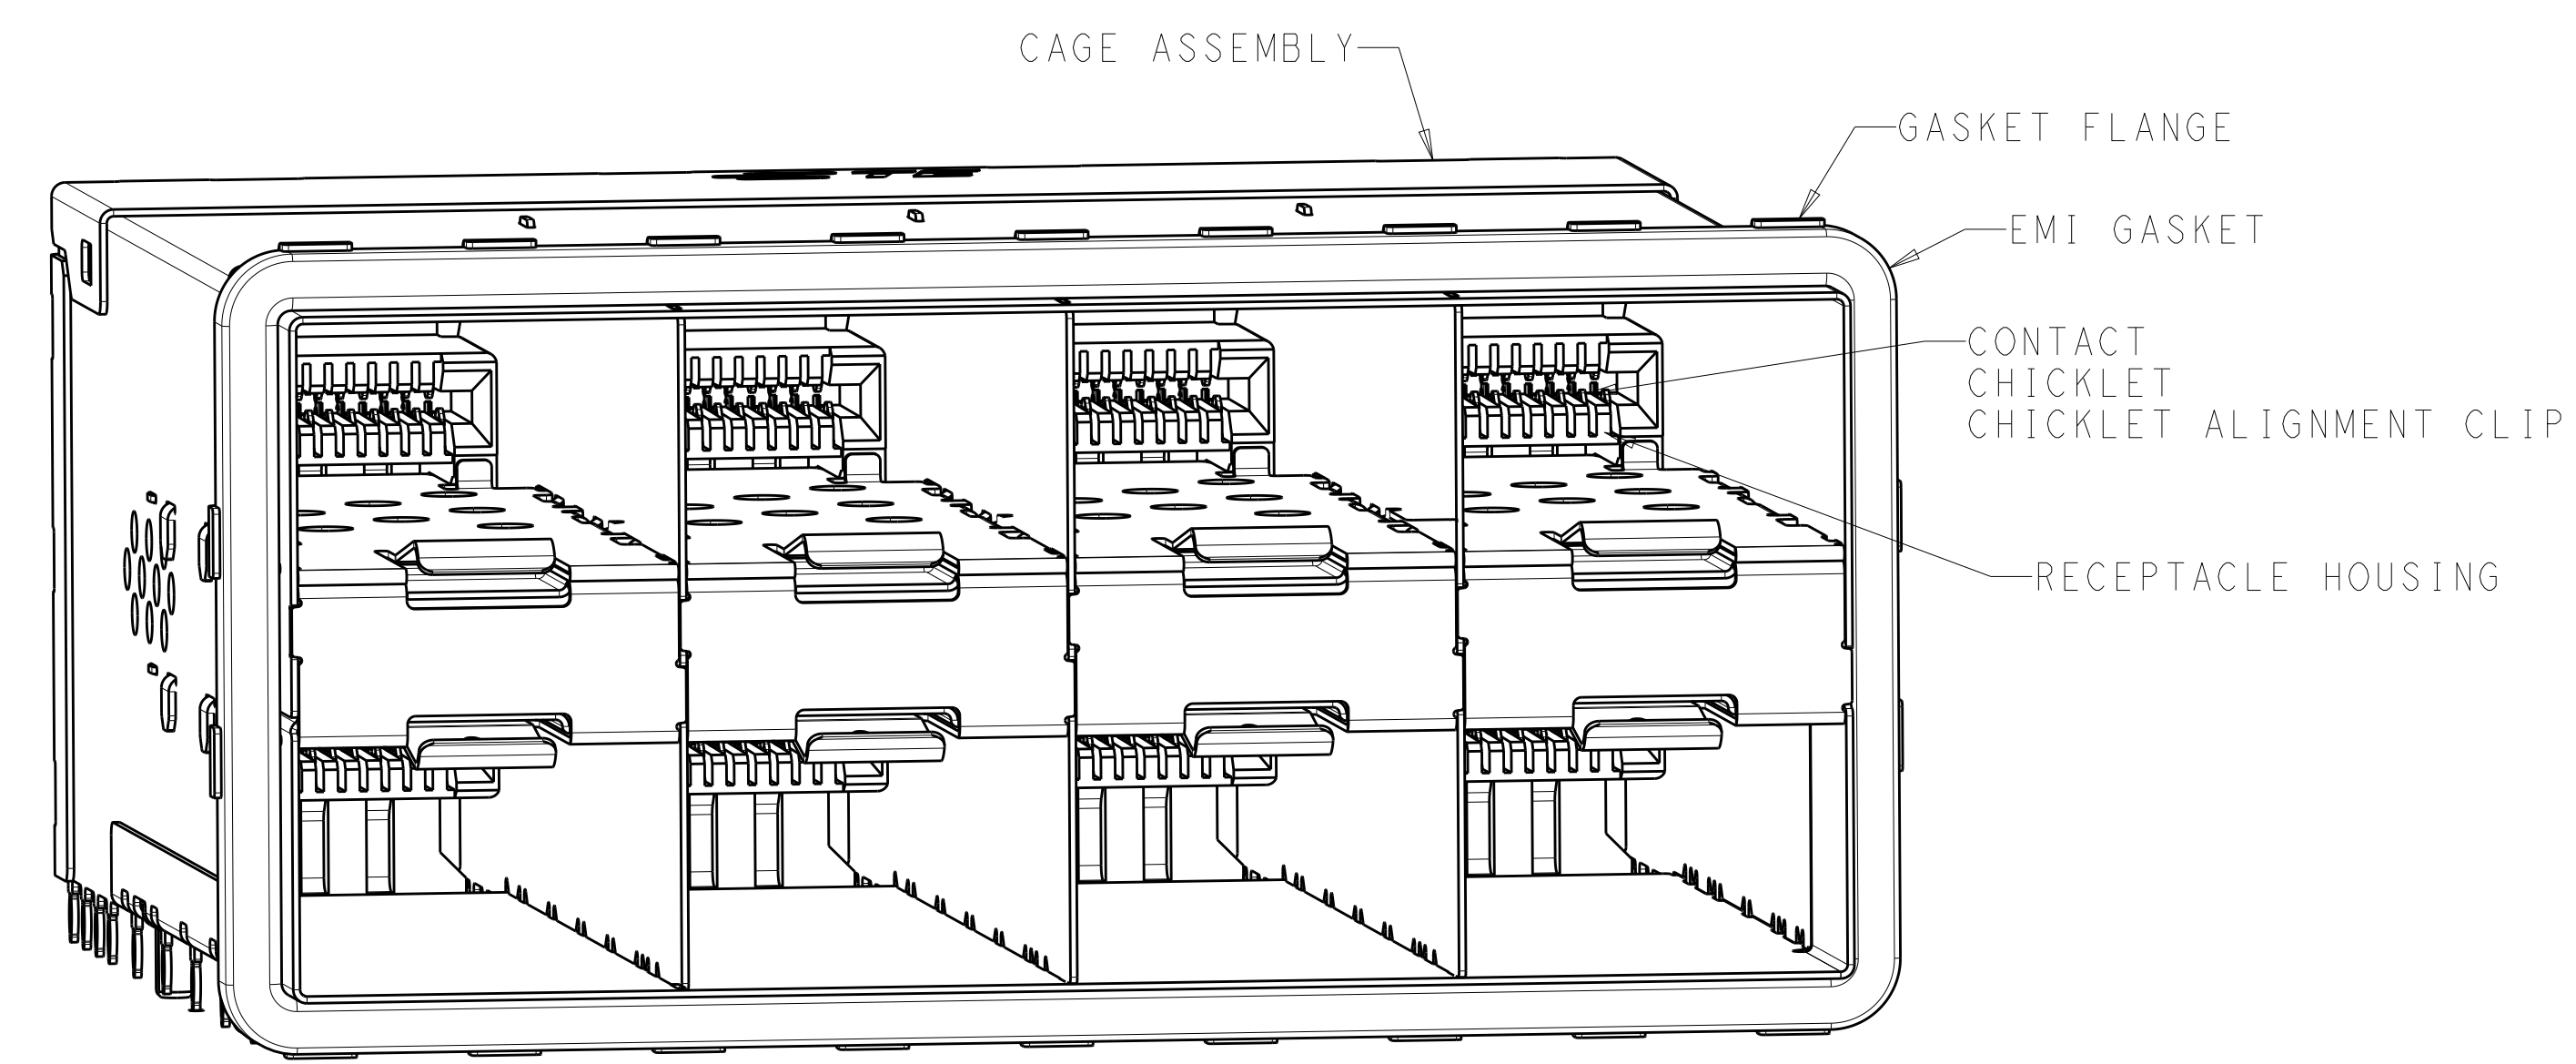 CAGE ASSEMBLY
GASKET FLANGE
EMI GASKET
CONTACT
CHICKLET
CHICKLET ALIGNMENT CLIP
RECEPTACLE HOUSING